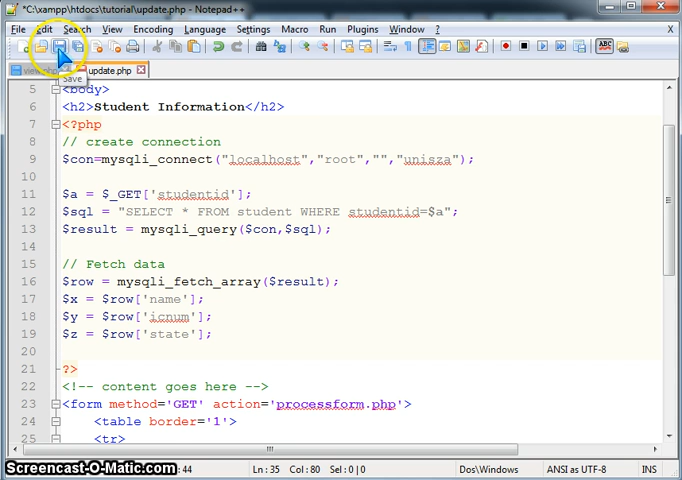 *C:\xampp\htdocs\tutorial\update.php - Notepad++
File Edit Search View Encoding Language Settings Macro Run Plugins Window ? X
update.php
Save
5 <body>
6 <h2>Student Information</h2>
7 <?php
8 // create connection
9 $con=mysqli_connect("localhost","root","","unisza");
10
11 $a = $_GET['studentid'];
12 $sql = "SELECT * FROM student WHERE studentid=$a";
13 $result = mysqli_query($con,$sql);
14
15 // Fetch data
16 $row = mysqli_fetch_array($result);
17 $x = $row['name'];
18 $y = $row['icnum'];
19 $z = $row['state'];
20
21 ?>
22 <!-- content goes here -->
23 <form method='GET' action='processform.php'>
24 <table border='1'>
25 <tr>
Screencast-O-Matic.com : 44 Ln : 35 Col : 80 Sel : 0 | 0 Dos\Windows ANSI as UTF-8 INS